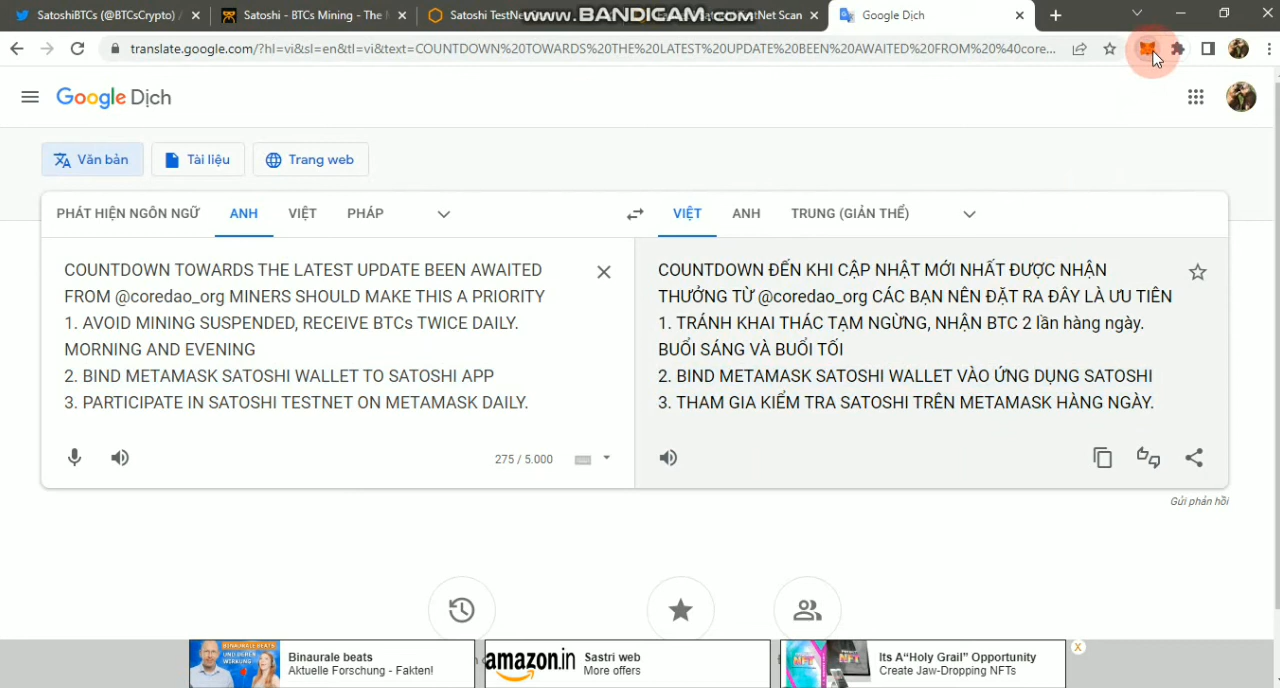 SatoshiBTCs (@BTCsCrypto) /
Satoshi - BTCs Mining - The
Satoshi TestNe
www.BANDICAM.com
tNet Scan
Google Dịch
translate.google.com/?hl=vi&sl=en&tl=vi&text=COUNTDOWN%20TOWARDS%20THE%20LATEST%20UPDATE%20BEEN%20AWAITED%20FROM%20%40core...
Google Dịch
Văn bản
Tài liệu
Trang web
PHÁT HIỆN NGÔN NGỮ
ANH
VIỆT
PHÁP
VIỆT
ANH
TRUNG (GIẢN THỂ)
COUNTDOWN TOWARDS THE LATEST UPDATE BEEN AWAITED
FROM @coredao_org MINERS SHOULD MAKE THIS A PRIORITY
1. AVOID MINING SUSPENDED, RECEIVE BTCs TWICE DAILY.
MORNING AND EVENING
2. BIND METAMASK SATOSHI WALLET TO SATOSHI APP
3. PARTICIPATE IN SATOSHI TESTNET ON METAMASK DAILY.
275 / 5.000
COUNTDOWN ĐẾN KHI CẬP NHẬT MỚI NHẤT ĐƯỢC NHẬN
THƯỞNG TỪ @coredao_org CÁC BẠN NÊN ĐẶT RA ĐÂY LÀ ƯU TIÊN
1. TRÁNH KHAI THÁC TẠM NGỪNG, NHẬN BTC 2 lần hàng ngày.
BUỔI SÁNG VÀ BUỔI TỐI
2. BIND METAMASK SATOSHI WALLET VÀO ỨNG DỤNG SATOSHI
3. THAM GIA KIỂM TRA SATOSHI TRÊN METAMASK HÀNG NGÀY.
Gửi phản hồi
BINAURALE BEATS
UND DEREN
WIRKUNG
Binaurale beats
Aktuelle Forschung - Fakten!
amazon.in
Sastri web
More offers
NFT
Its A“Holy Grail” Opportunity
Create Jaw-Dropping NFTs
X